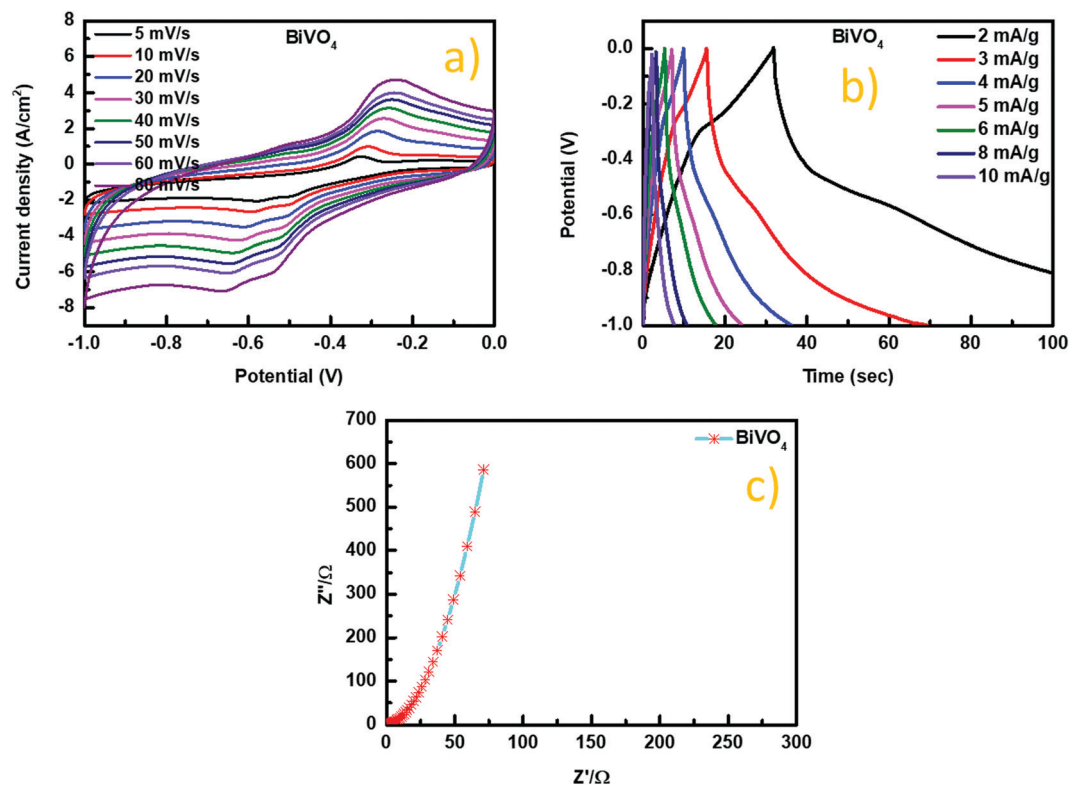 BiVO4
a)
5 mV/s
10 mV/s
20 mV/s
30 mV/s
40 mV/s
50 mV/s
60 mV/s
80 mV/s
Current density (A/cm2)
8
6
4
2
0
-2
-4
-6
-8
-1.0 -0.8 -0.6 -0.4 -0.2 0.0
Potential (V)
BiVO4
b)
2 mA/g
3 mA/g
4 mA/g
5 mA/g
6 mA/g
8 mA/g
10 mA/g
Potential (V)
0.0
-0.2
-0.4
-0.6
-0.8
-1.0
0 20 40 60 80 100
Time (sec)
BiVO4
c)
Z''/Ω
700
600
500
400
300
200
100
0
0 50 100 150 200 250 300
Z'/Ω